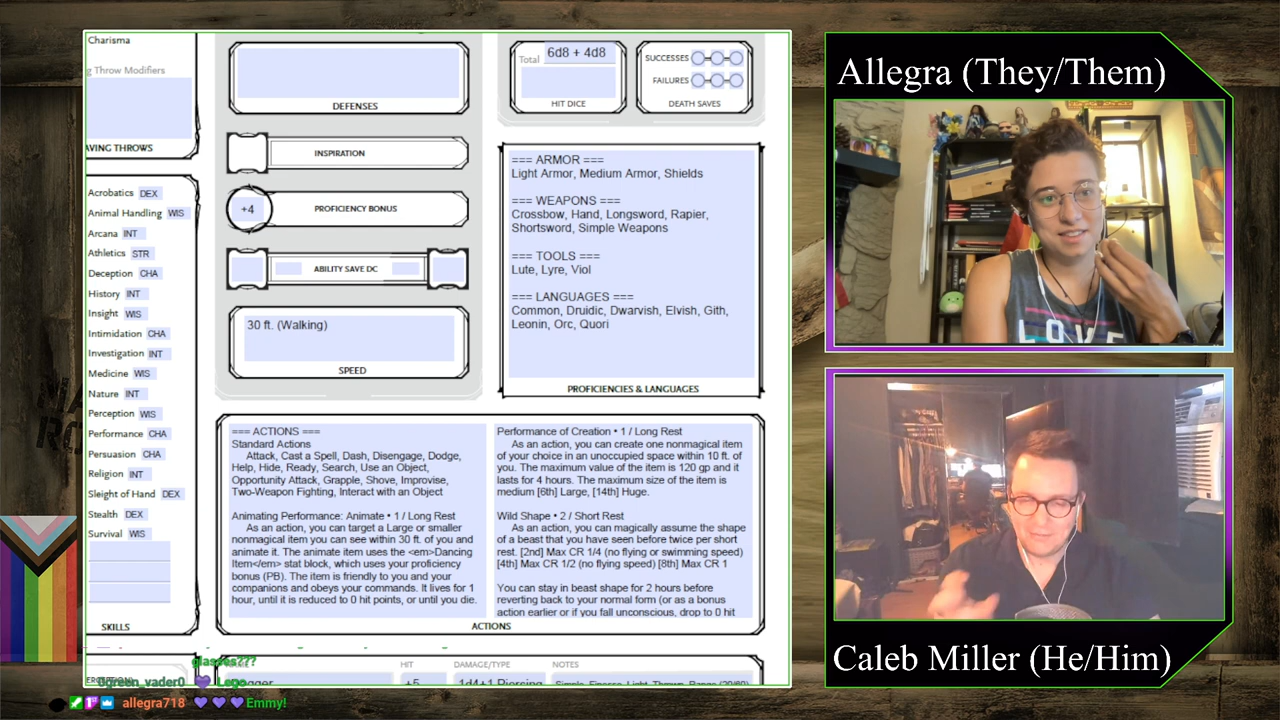 Charisma
g Throw Modifiers
AVING THROWS
Acrobatics DEX
Animal Handling WIS
Arcana INT
Athletics STR
Deception CHA
History INT
Insight WIS
Intimidation CHA
Investigation INT
Medicine WIS
Nature INT
Perception WIS
Performance CHA
Persuasion CHA
Religion INT
Sleight of Hand DEX
Stealth DEX
Survival WIS
SKILLS
DEFENSES
INSPIRATION
+4 PROFICIENCY BONUS
ABILITY SAVE DC
30 ft. (Walking)
SPEED
Total 6d8 + 4d8
HIT DICE
SUCCESSES
FAILURES
DEATH SAVES
=== ARMOR ===
Light Armor, Medium Armor, Shields
=== WEAPONS ===
Crossbow, Hand, Longsword, Rapier,
Shortsword, Simple Weapons
=== TOOLS ===
Lute, Lyre, Viol
=== LANGUAGES ===
Common, Druidic, Dwarvish, Elvish, Gith,
Leonin, Orc, Quori
PROFICIENCIES & LANGUAGES
=== ACTIONS ===
Standard Actions
Attack, Cast a Spell, Dash, Disengage, Dodge,
Help, Hide, Ready, Search, Use an Object,
Opportunity Attack, Grapple, Shove, Improvise,
Two-Weapon Fighting, Interact with an Object
Animating Performance: Animate • 1 / Long Rest
As an action, you can target a Large or smaller
nonmagical item you can see within 30 ft. of you and
animate it. The animate item uses the <em>Dancing
Item</em> stat block, which uses your proficiency
bonus (PB). The item is friendly to you and your
companions and obeys your commands. It lives for 1
hour, until it is reduced to 0 hit points, or until you die.
Performance of Creation • 1 / Long Rest
As an action, you can create one nonmagical item
of your choice in an unoccupied space within 10 ft. of
you. The maximum value of the item is 120 gp and it
lasts for 4 hours. The maximum size of the item is
medium [6th] Large, [14th] Huge.
Wild Shape • 2 / Short Rest
As an action, you can magically assume the shape
of a beast that you have seen before twice per short
rest. [2nd] Max CR 1/4 (no flying or swimming speed)
[4th] Max CR 1/2 (no flying speed) [8th] Max CR 1
You can stay in beast shape for 2 hours before
reverting back to your normal form (or as a bonus
action earlier or if you fall unconscious, drop to 0 hit
ACTIONS
HIT DAMAGE/TYPE NOTES
+5 1d4+1 Piercing Simple, Finesse, Light, Thrown, Range (20/60)
glasses???
0green_vader0 Lego
allegra718 Emmy!
Allegra (They/Them)
LOVE
Caleb Miller (He/Him)